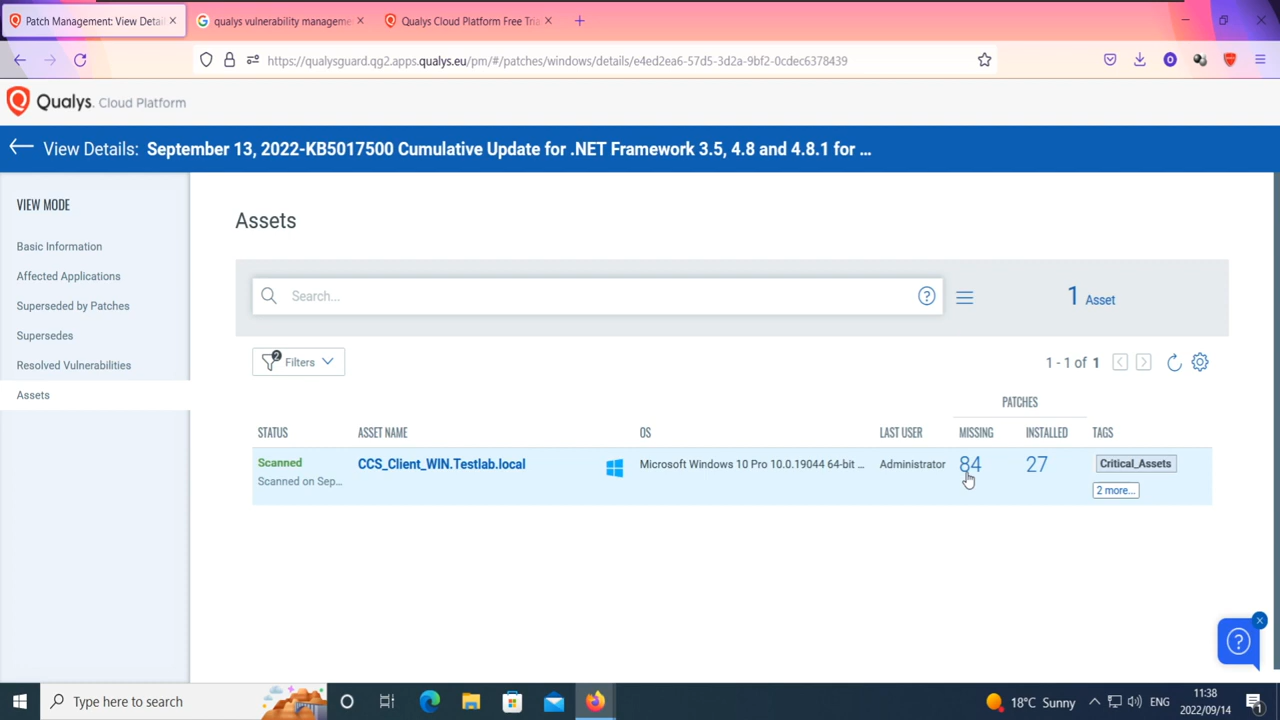 Patch Management: View Detai
qualys vulnerability manageme
Qualys Cloud Platform Free Tria
https://qualysguard.qg2.apps.qualys.eu/pm/#/patches/windows/details/e4ed2ea6-57d5-3d2a-9bf2-0cdec6378439
Qualys. Cloud Platform
View Details: September 13, 2022-KB5017500 Cumulative Update for .NET Framework 3.5, 4.8 and 4.8.1 for ...
VIEW MODE
Basic Information
Affected Applications
Superseded by Patches
Supersedes
Resolved Vulnerabilities
Assets
Assets
Search...
1 Asset
2 Filters
1 - 1 of 1
PATCHES
STATUS ASSET NAME OS LAST USER MISSING INSTALLED TAGS
Scanned CCS_Client_WIN.Testlab.local Microsoft Windows 10 Pro 10.0.19044 64-bit ... Administrator 84 27 Critical_Assets
Scanned on Sep... 2 more...
Type here to search
18°C Sunny
ENG
11:38
2022/09/14
1